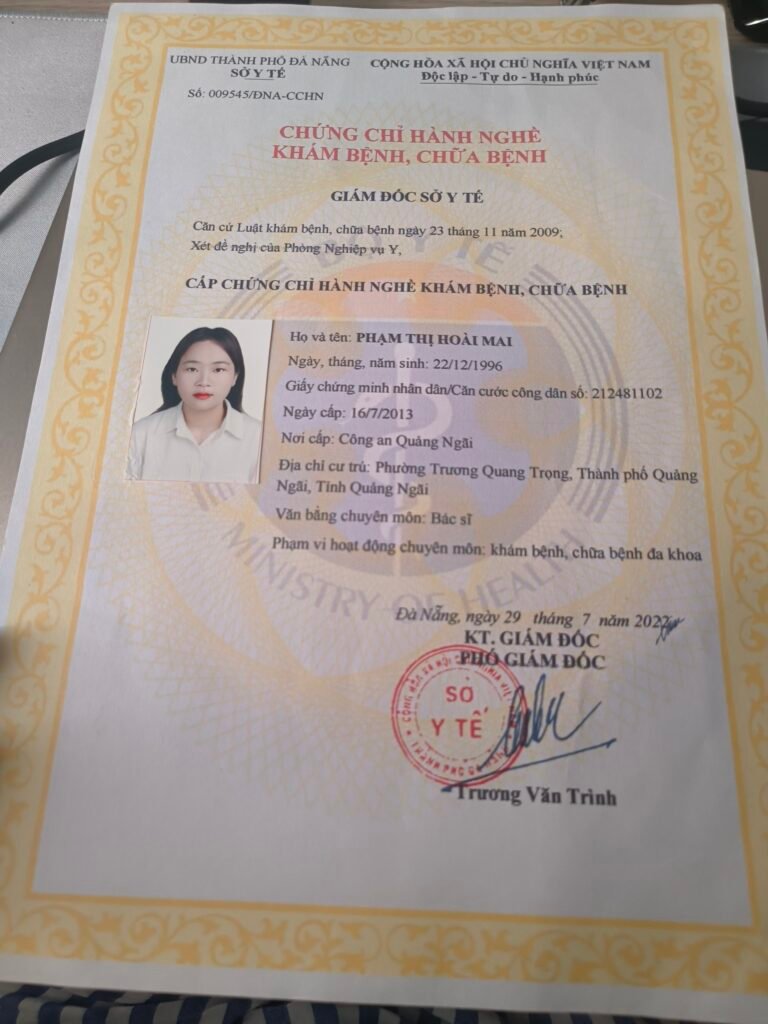 UBND THÀNH PHỐ ĐÀ NẴNG
SỞ Y TẾ
Số: 009545/ĐNA-CCHN
CỘNG HÒA XÃ HỘI CHỦ NGHĨA VIỆT NAM
Độc lập - Tự do - Hạnh phúc
CHỨNG CHỈ HÀNH NGHỀ
KHÁM BỆNH, CHỮA BỆNH
GIÁM ĐỐC SỞ Y TẾ
Căn cứ Luật khám bệnh, chữa bệnh ngày 23 tháng 11 năm 2009;
Xét đề nghị của Phòng Nghiệp vụ Y,
CẤP CHỨNG CHỈ HÀNH NGHỀ KHÁM BỆNH, CHỮA BỆNH
Họ và tên: PHẠM THỊ HOÀI MAI
Ngày, tháng, năm sinh: 22/12/1996
Giấy chứng minh nhân dân/Căn cước công dân số: 212481102
Ngày cấp: 16/7/2013
Nơi cấp: Công an Quảng Ngãi
Địa chỉ cư trú: Phường Trương Quang Trọng, Thành phố Quảng
Ngãi, Tỉnh Quảng Ngãi
Văn bằng chuyên môn: Bác sĩ
Phạm vi hoạt động chuyên môn: khám bệnh, chữa bệnh đa khoa
Y TẾ
MINISTRY OF HEALTH
Đà Nẵng, ngày 29 tháng 7 năm 2022
KT. GIÁM ĐỐC
PHÓ GIÁM ĐỐC
SỞ
Y TẾ
Trương Văn Trình